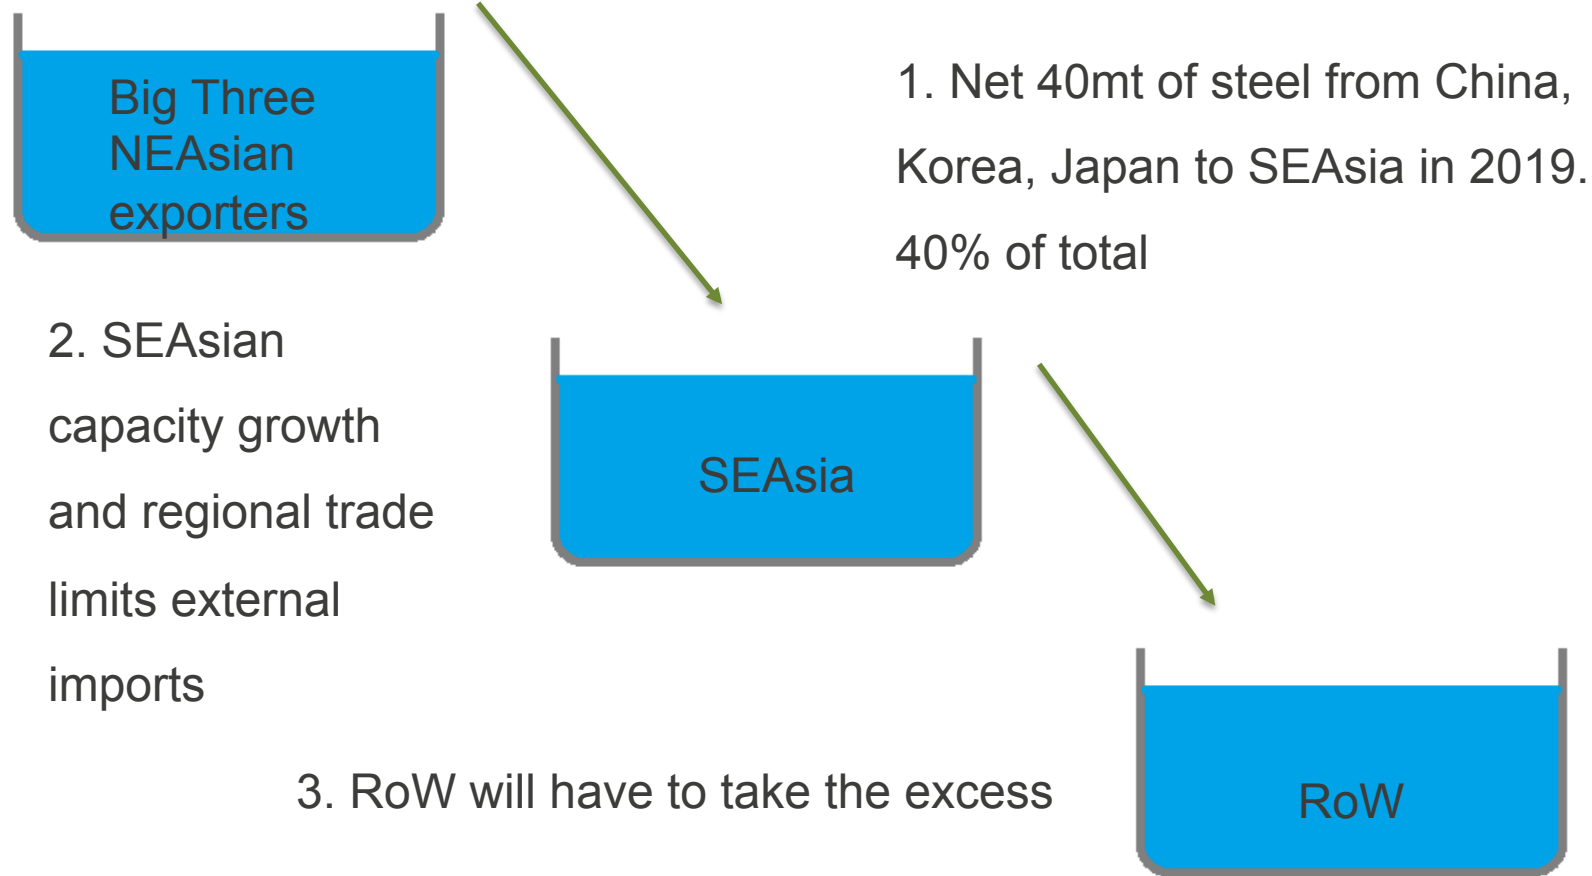 Big Three
NEAsian
exporters
1. Net 40mt of steel from China,
Korea, Japan to SEAsia in 2019.
40% of total
2. SEAsian
capacity growth
and regional trade
limits external
imports
SEAsia
3. RoW will have to take the excess
RoW